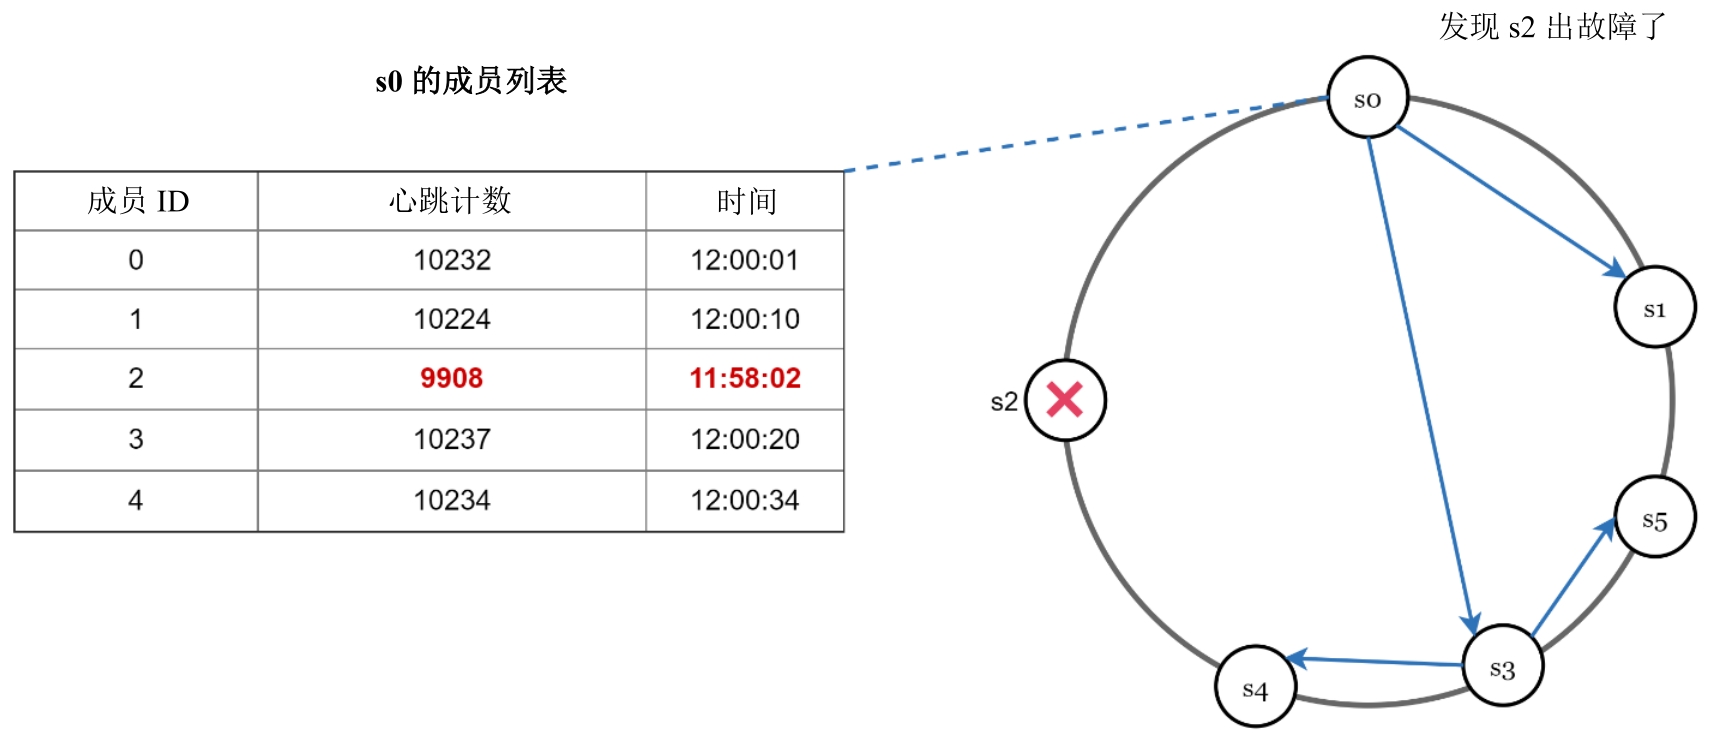 发现 s2 出故障了
s0 的成员列表
成员 ID 心跳计数 时间
0 10232 12:00:01
1 10224 12:00:10
2 9908 11:58:02
3 10237 12:00:20
4 10234 12:00:34
s0
s1
s2
s5
s3
s4